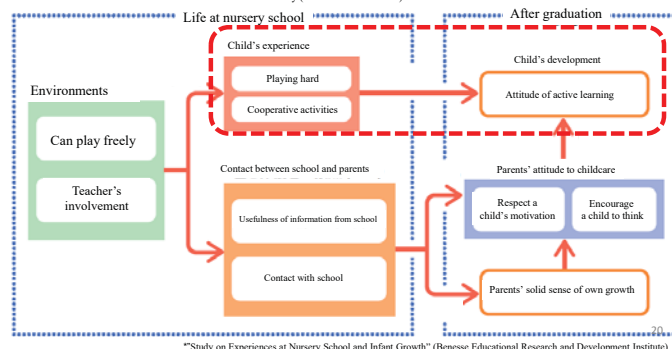 Life at nursery school
After graduation
Child's experience
Playing hard
Cooperative activities
Child's development
Attitude of active learning
Environments
Can play freely
Teacher's
involvement
Contact between school and parents
Usefulness of information from school
Contact with school
Parents' attitude to childcare
Respect a
child's motivation
Encourage
a child to think
Parents' solid sense of own growth
20
*"Study on Experiences at Nursery School and Infant Growth" (Benesse Educational Research and Development Institute)